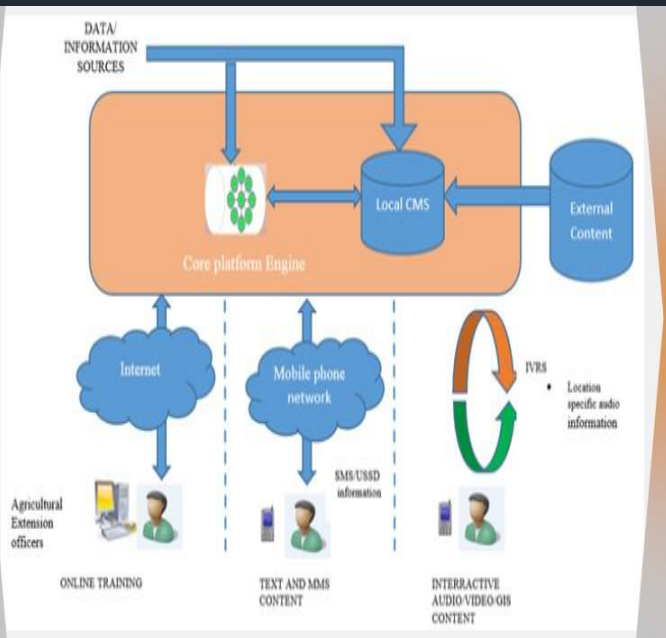 DATA/
INFORMATION
SOURCES
Local CMS
External
Content
Core platform Engine
Internet
Mobile phone
network
IVRS
• Location
specific audio
information
SMS/USSD
information
Agricultural
Extension
officers
ONLINE TRAINING
TEXT AND MMS
CONTENT
INTERRACTIVE
AUDIO/VIDEO/GIS
CONTENT